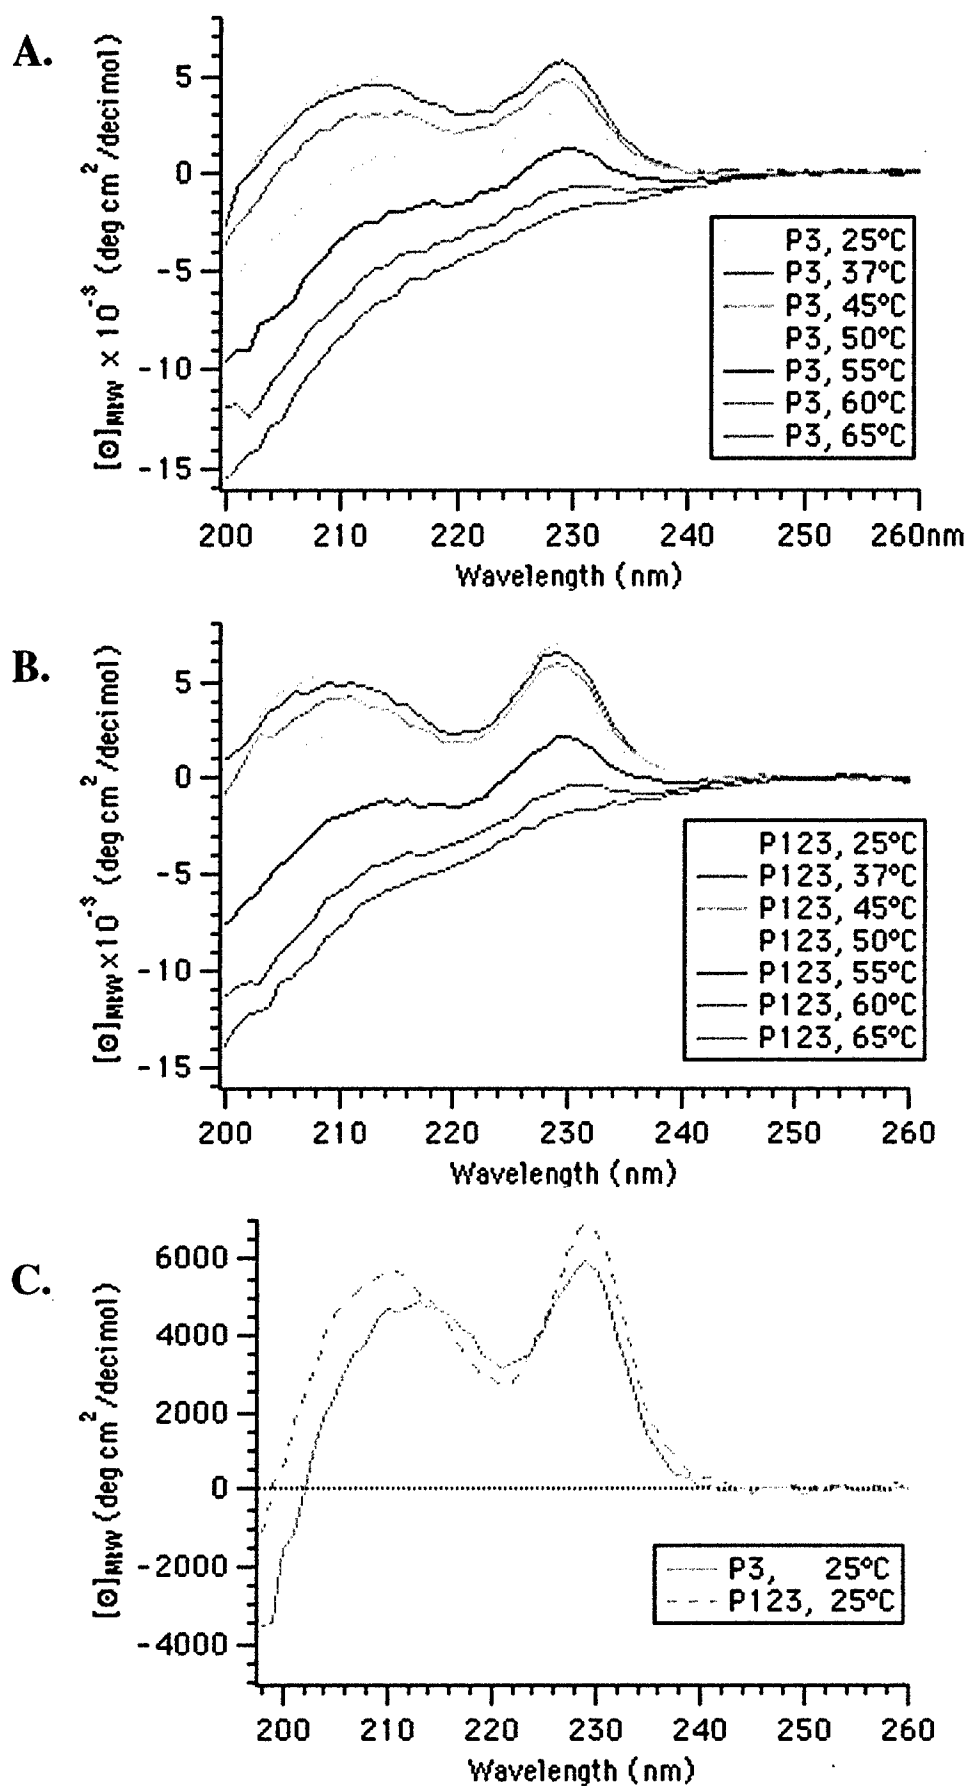 A.
[Θ]MRW × 10⁻³ (deg cm²/decimol)
5
0
-5
-10
-15
P3, 25°C
P3, 37°C
P3, 45°C
P3, 50°C
P3, 55°C
P3, 60°C
P3, 65°C
200 210 220 230 240 250 260nm
Wavelength (nm)
B.
[Θ]MRW×10⁻³ (deg cm²/decimol)
5
0
-5
-10
-15
P123, 25°C
P123, 37°C
P123, 45°C
P123, 50°C
P123, 55°C
P123, 60°C
P123, 65°C
200 210 220 230 240 250 260
Wavelength (nm)
C.
[Θ]MRW (deg cm²/decimol)
6000
4000
2000
0
-2000
-4000
P3, 25°C
P123, 25°C
200 210 220 230 240 250 260
Wavelength (nm)